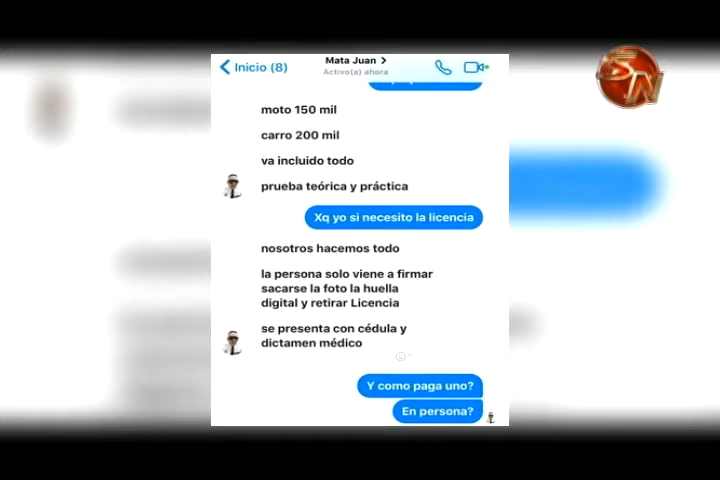 Inicio (8)
Mata Juan
Activo(a) ahora
SN
moto 150 mil
carro 200 mil
va incluido todo
prueba teórica y práctica
Xq yo si necesito la licencia
nosotros hacemos todo
la persona solo viene a firmar
sacarse la foto la huella
digital y retirar Licencia
se presenta con cédula y
dictamen médico
Y como paga uno?
En persona?